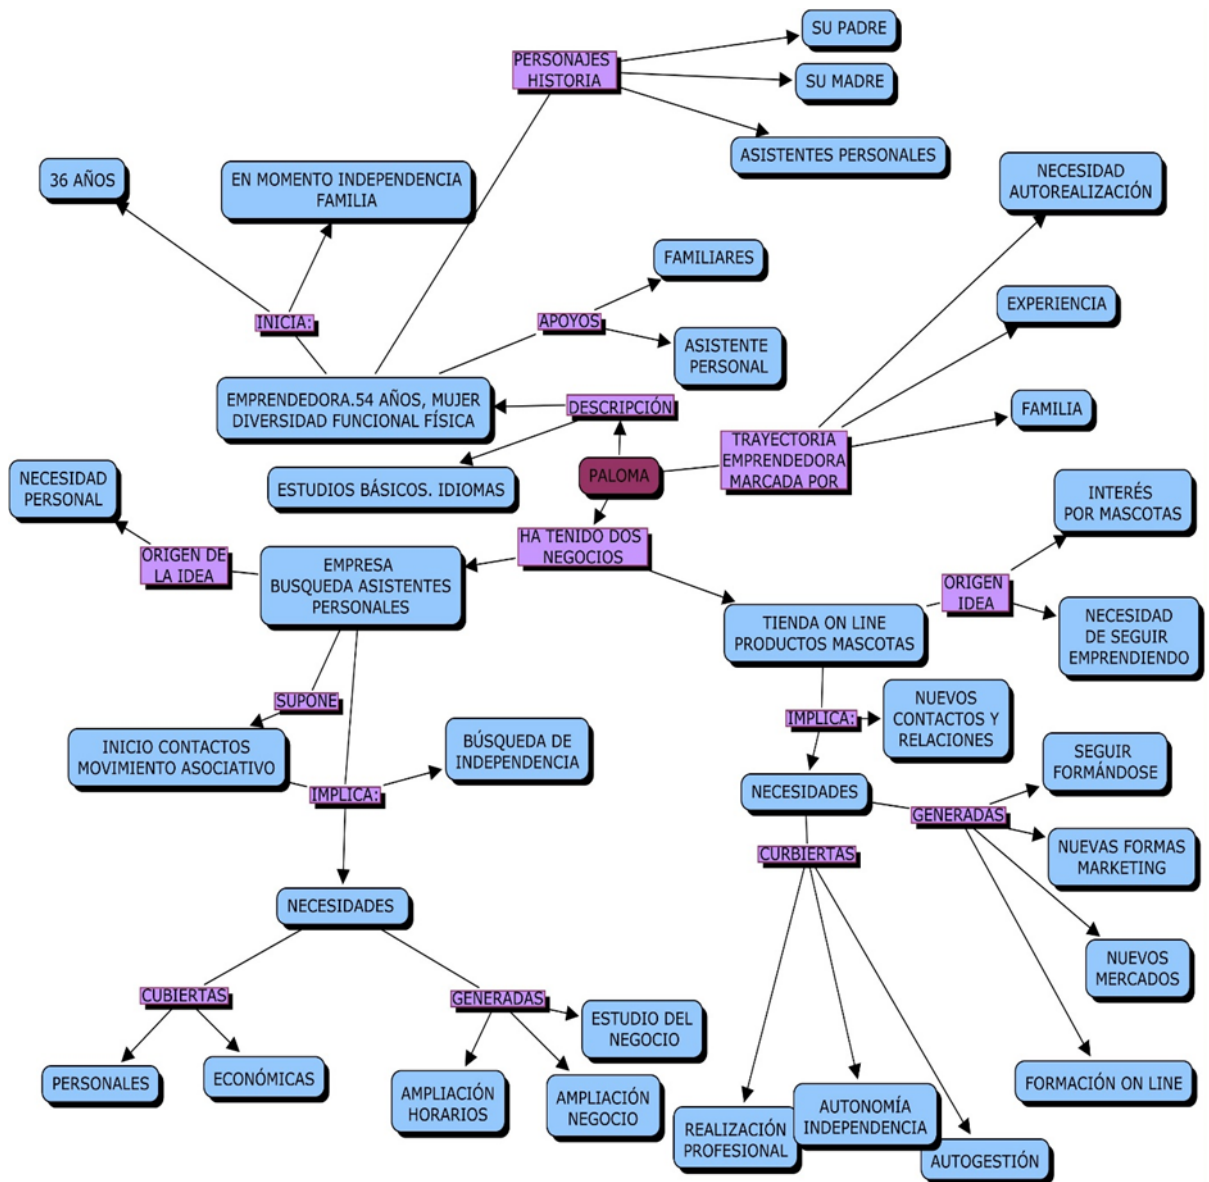 SU PADRE
PERSONAJES
HISTORIA
SU MADRE
ASISTENTES PERSONALES
36 AÑOS
EN MOMENTO INDEPENDENCIA
FAMILIA
NECESIDAD
AUTOREALIZACIÓN
FAMILIARES
EXPERIENCIA
INICIA:
APOYOS
ASISTENTE
PERSONAL
EMPRENDEDORA.54 AÑOS, MUJER
DIVERSIDAD FUNCIONAL FÍSICA
DESCRIPCIÓN
FAMILIA
TRAYECTORIA
EMPRENDEDORA
MARCADA POR
NECESIDAD
PERSONAL
ESTUDIOS BÁSICOS. IDIOMAS
PALOMA
INTERÉS
POR MASCOTAS
HA TENIDO DOS
NEGOCIOS
ORIGEN DE
LA IDEA
EMPRESA
BUSQUEDA ASISTENTES
PERSONALES
ORIGEN
IDEA
TIENDA ON LINE
PRODUCTOS MASCOTAS
NECESIDAD
DE SEGUIR
EMPRENDIENDO
SUPONE
NUEVOS
CONTACTOS Y
RELACIONES
IMPLICA:
INICIO CONTACTOS
MOVIMIENTO ASOCIATIVO
BÚSQUEDA DE
INDEPENDENCIA
SEGUIR
FORMÁNDOSE
IMPLICA:
NECESIDADES
GENERADAS
CURBIERTAS
NUEVAS FORMAS
MARKETING
NECESIDADES
NUEVOS
MERCADOS
CUBIERTAS
GENERADAS
ESTUDIO DEL
NEGOCIO
PERSONALES
ECONÓMICAS
AMPLIACIÓN
HORARIOS
AMPLIACIÓN
NEGOCIO
FORMACIÓN ON LINE
REALIZACIÓN
PROFESIONAL
AUTONOMÍA
INDEPENDENCIA
AUTOGESTIÓN